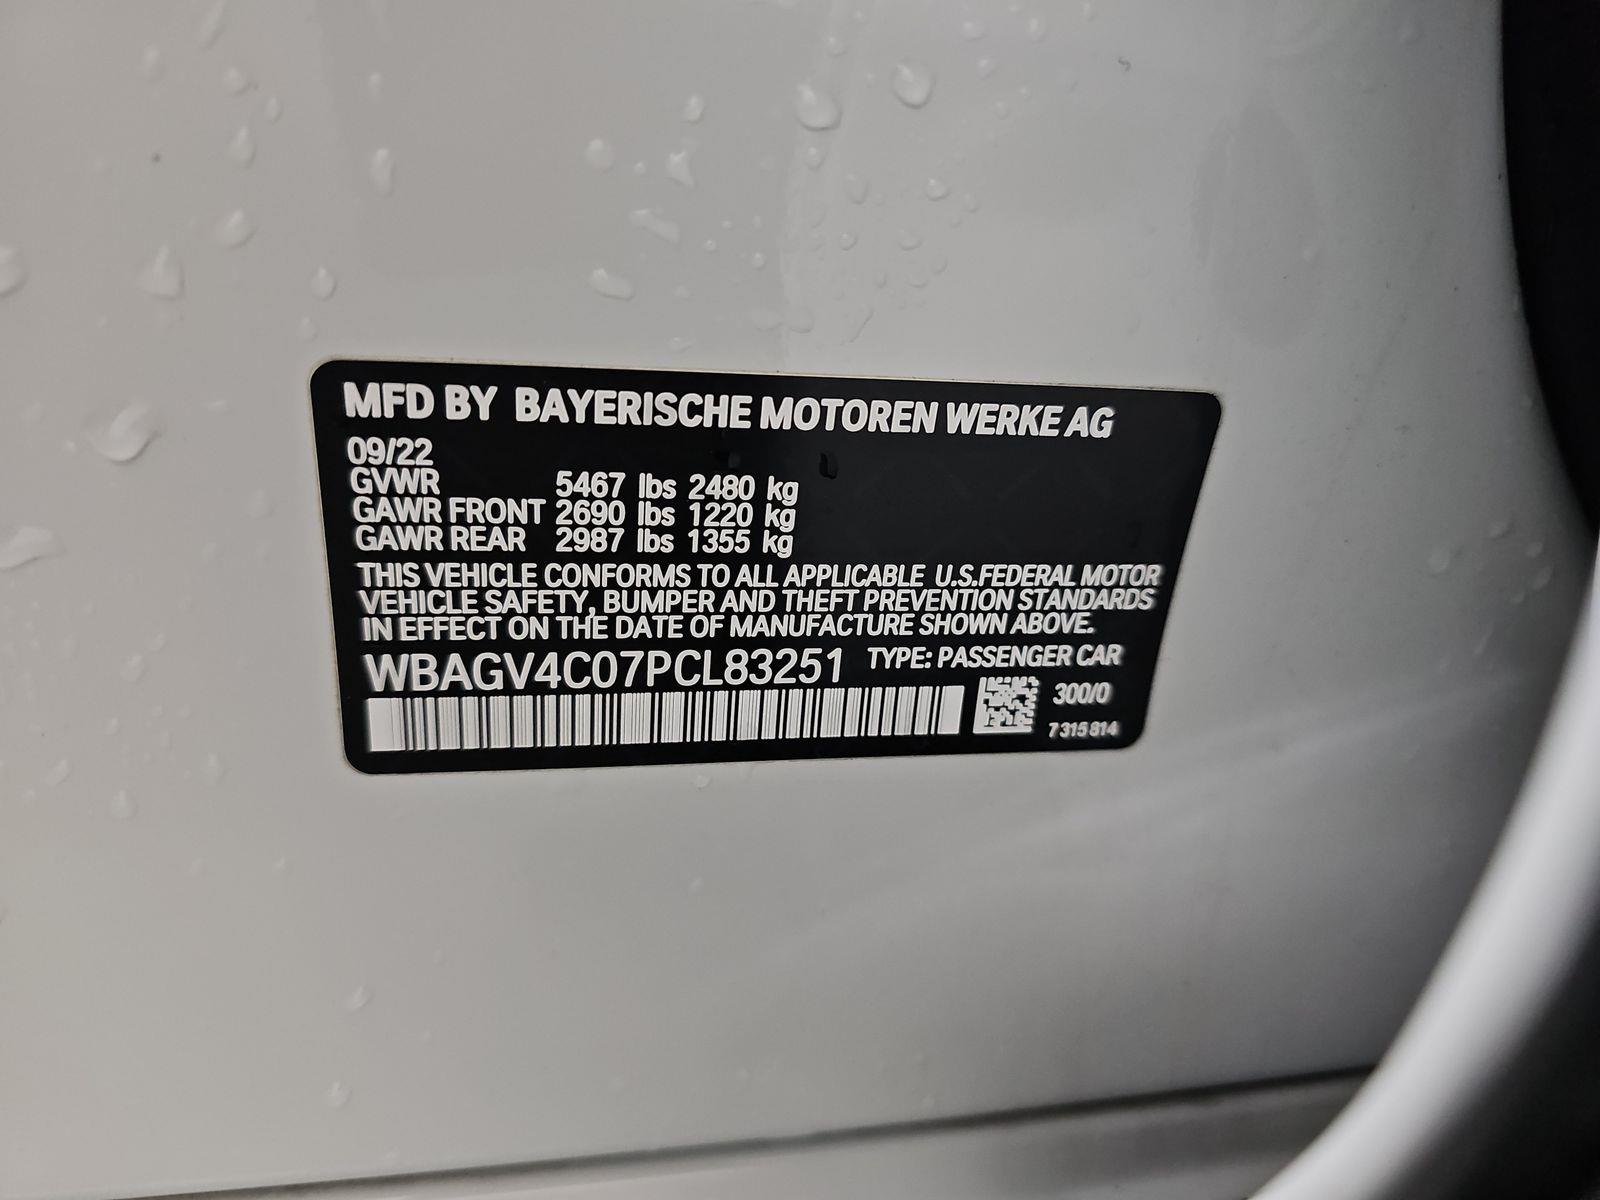 MFD BY BAYERISCHE MOTOREN WERKE AG
09/22
GVWR 5467 lbs 2480 kg
GAWR FRONT 2690 lbs 1220 kg
GAWR REAR 2987 lbs 1355 kg
THIS VEHICLE CONFORMS TO ALL APPLICABLE U.S.FEDERAL MOTOR
VEHICLE SAFETY, BUMPER AND THEFT PREVENTION STANDARDS
IN EFFECT ON THE DATE OF MANUFACTURE SHOWN ABOVE.
WBAGV4C07PCL83251 TYPE: PASSENGER CAR
300/0
7 315 814